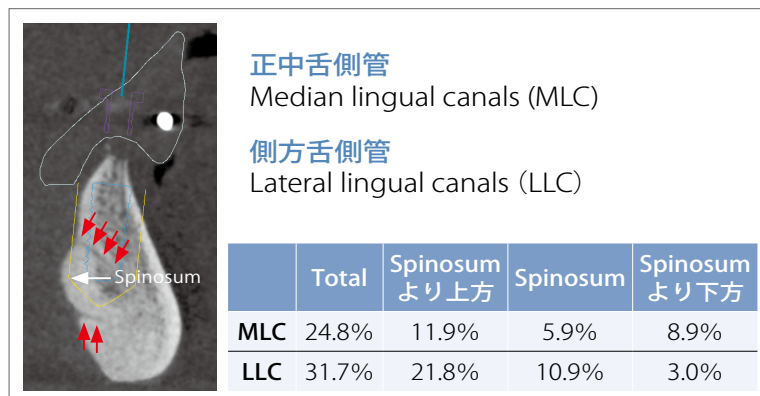 正中舌側管
Median lingual canals (MLC)
側方舌側管
Lateral lingual canals （LLC）
Spinosum
Total Spinosum より上方 Spinosum Spinosum より下方
MLC 24.8% 11.9% 5.9% 8.9%
LLC 31.7% 21.8% 10.9% 3.0%